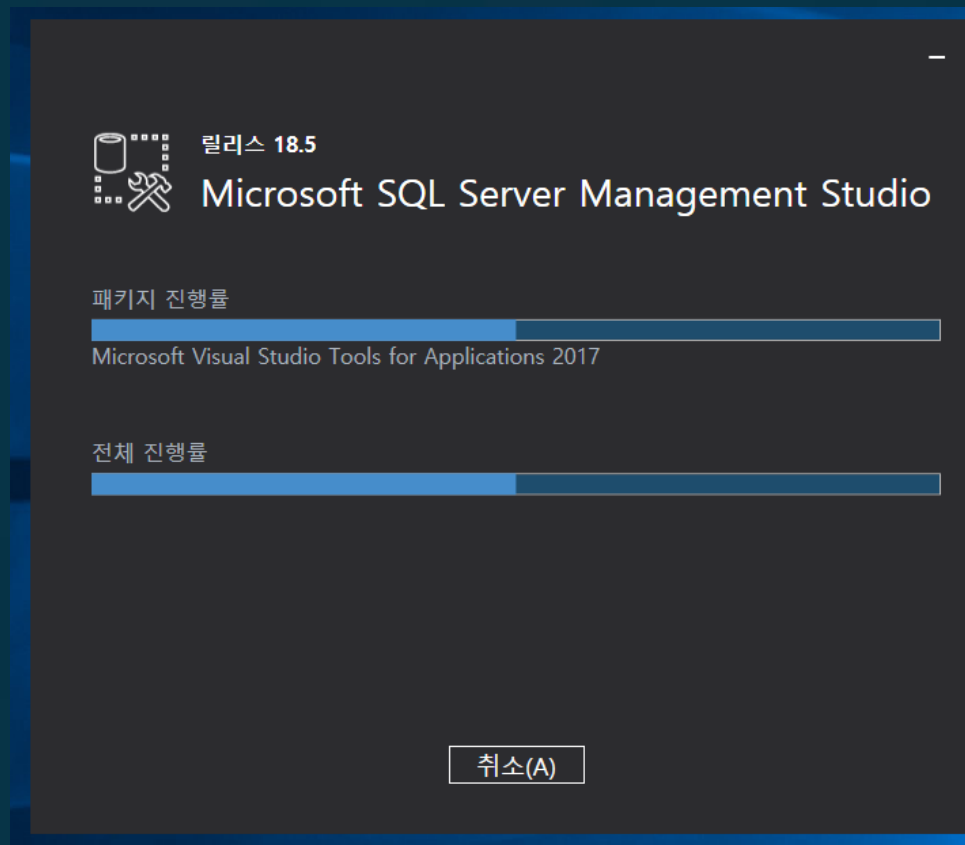 릴리스 18.5
Microsoft SQL Server Management Studio
패키지 진행률
Microsoft Visual Studio Tools for Applications 2017
전체 진행률
취소(A)